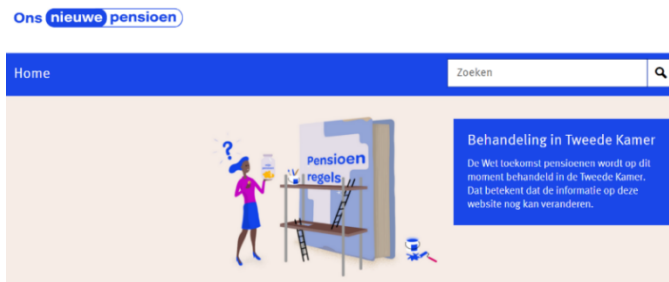 Ons nieuwe pensioen
Home
Zoeken
?
Pensioen
regels
Behandeling in Tweede Kamer
De Wet toekomst pensioenen wordt op dit
moment behandeld in de Tweede Kamer.
Dat betekent dat de informatie op deze
website nog kan veranderen.